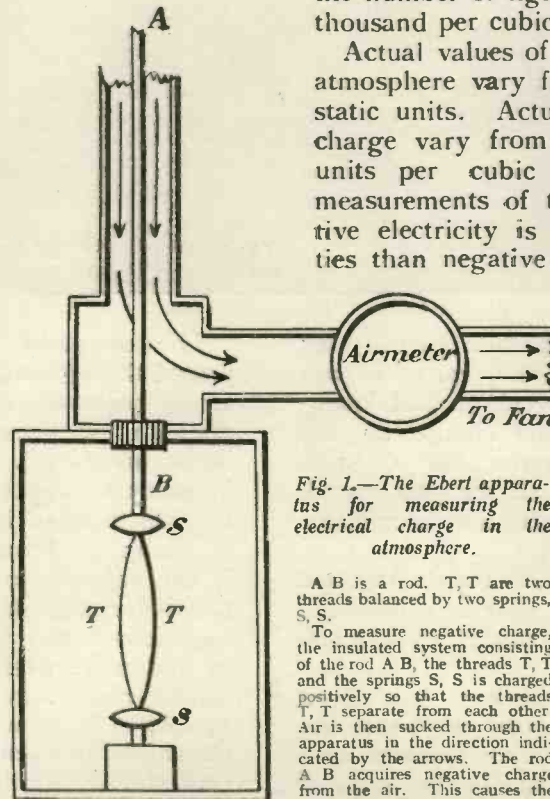 thousand per cubic
Actual values of
atmosphere vary f
static units. Actu
charge vary from
units per cubic
measurements of t
tive electricity is
ties than negative
A
Airmeter
To Fan
B
S
T T
S
Fig. 1.—The Ebert appara-
tus for measuring the
electrical charge in the
atmosphere.
A B is a rod. T, T are two
threads balanced by two springs,
S, S.
To measure negative charge,
the insulated system consisting
of the rod A B, the threads T, T
and the springs S, S is charged
positively so that the threads
T, T separate from each other.
Air is then sucked through the
apparatus in the direction indi-
cated by the arrows. The rod
A B acquires negative charge
from the air. This causes the